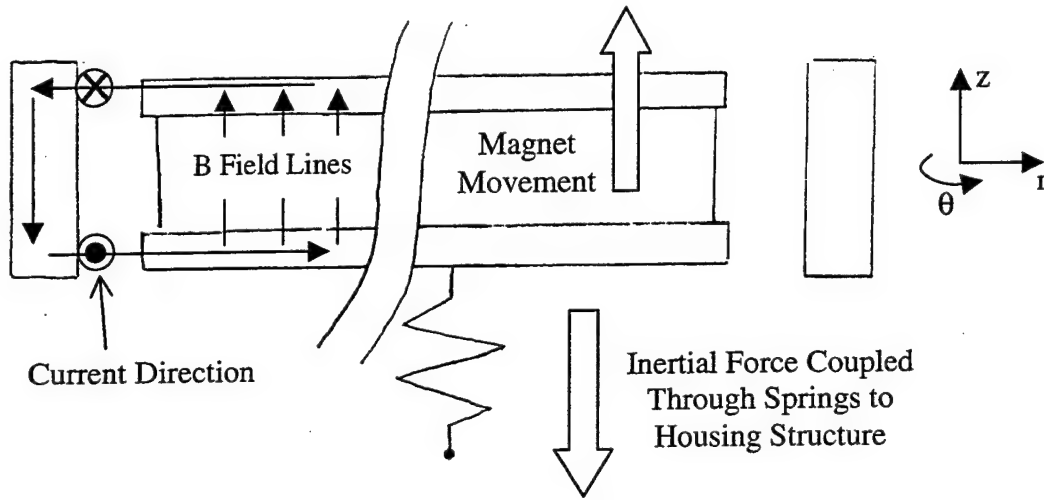 z
B Field Lines
Magnet
Movement
θ
r
Current Direction
Inertial Force Coupled
Through Springs to
Housing Structure